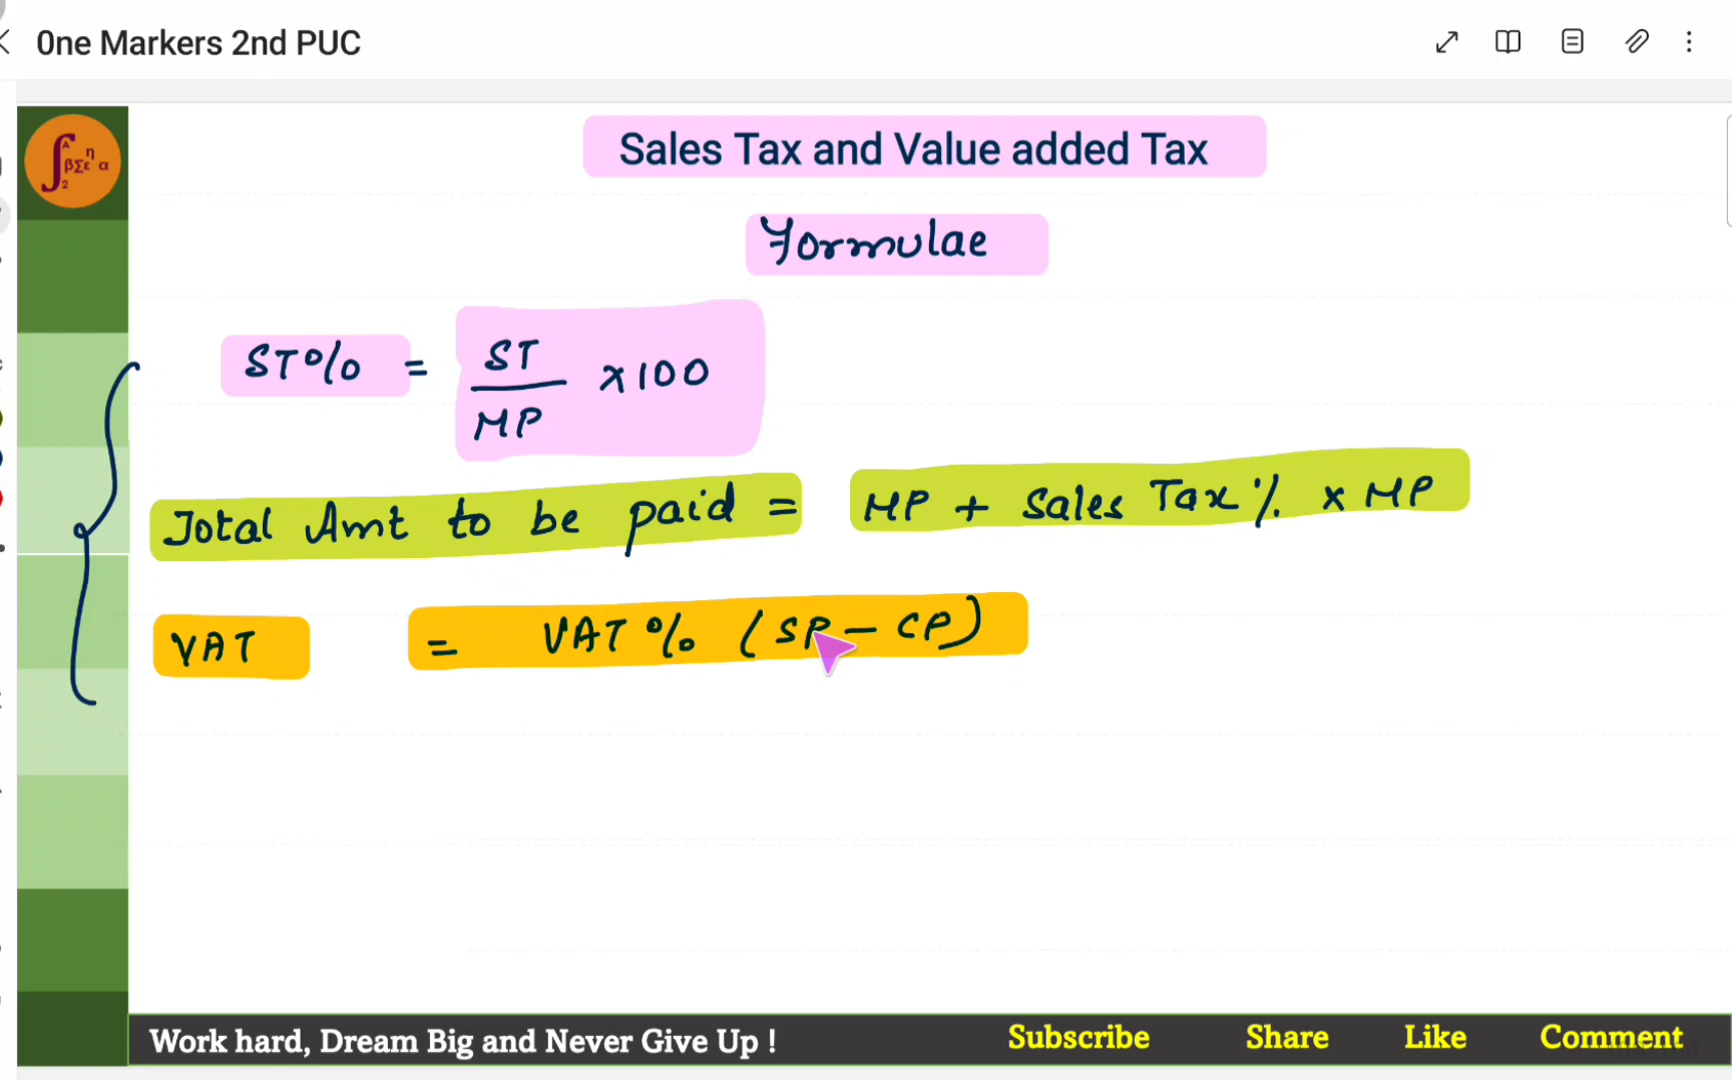 0ne Markers 2nd PUC
Sales Tax and Value added Tax
Formulae
ST% = ST/MP ×100
Total Amt to be paid = MP + Sales Tax % × MP
VAT = VAT % (SP – CP)
Work hard, Dream Big and Never Give Up ! Subscribe Share Like Comment